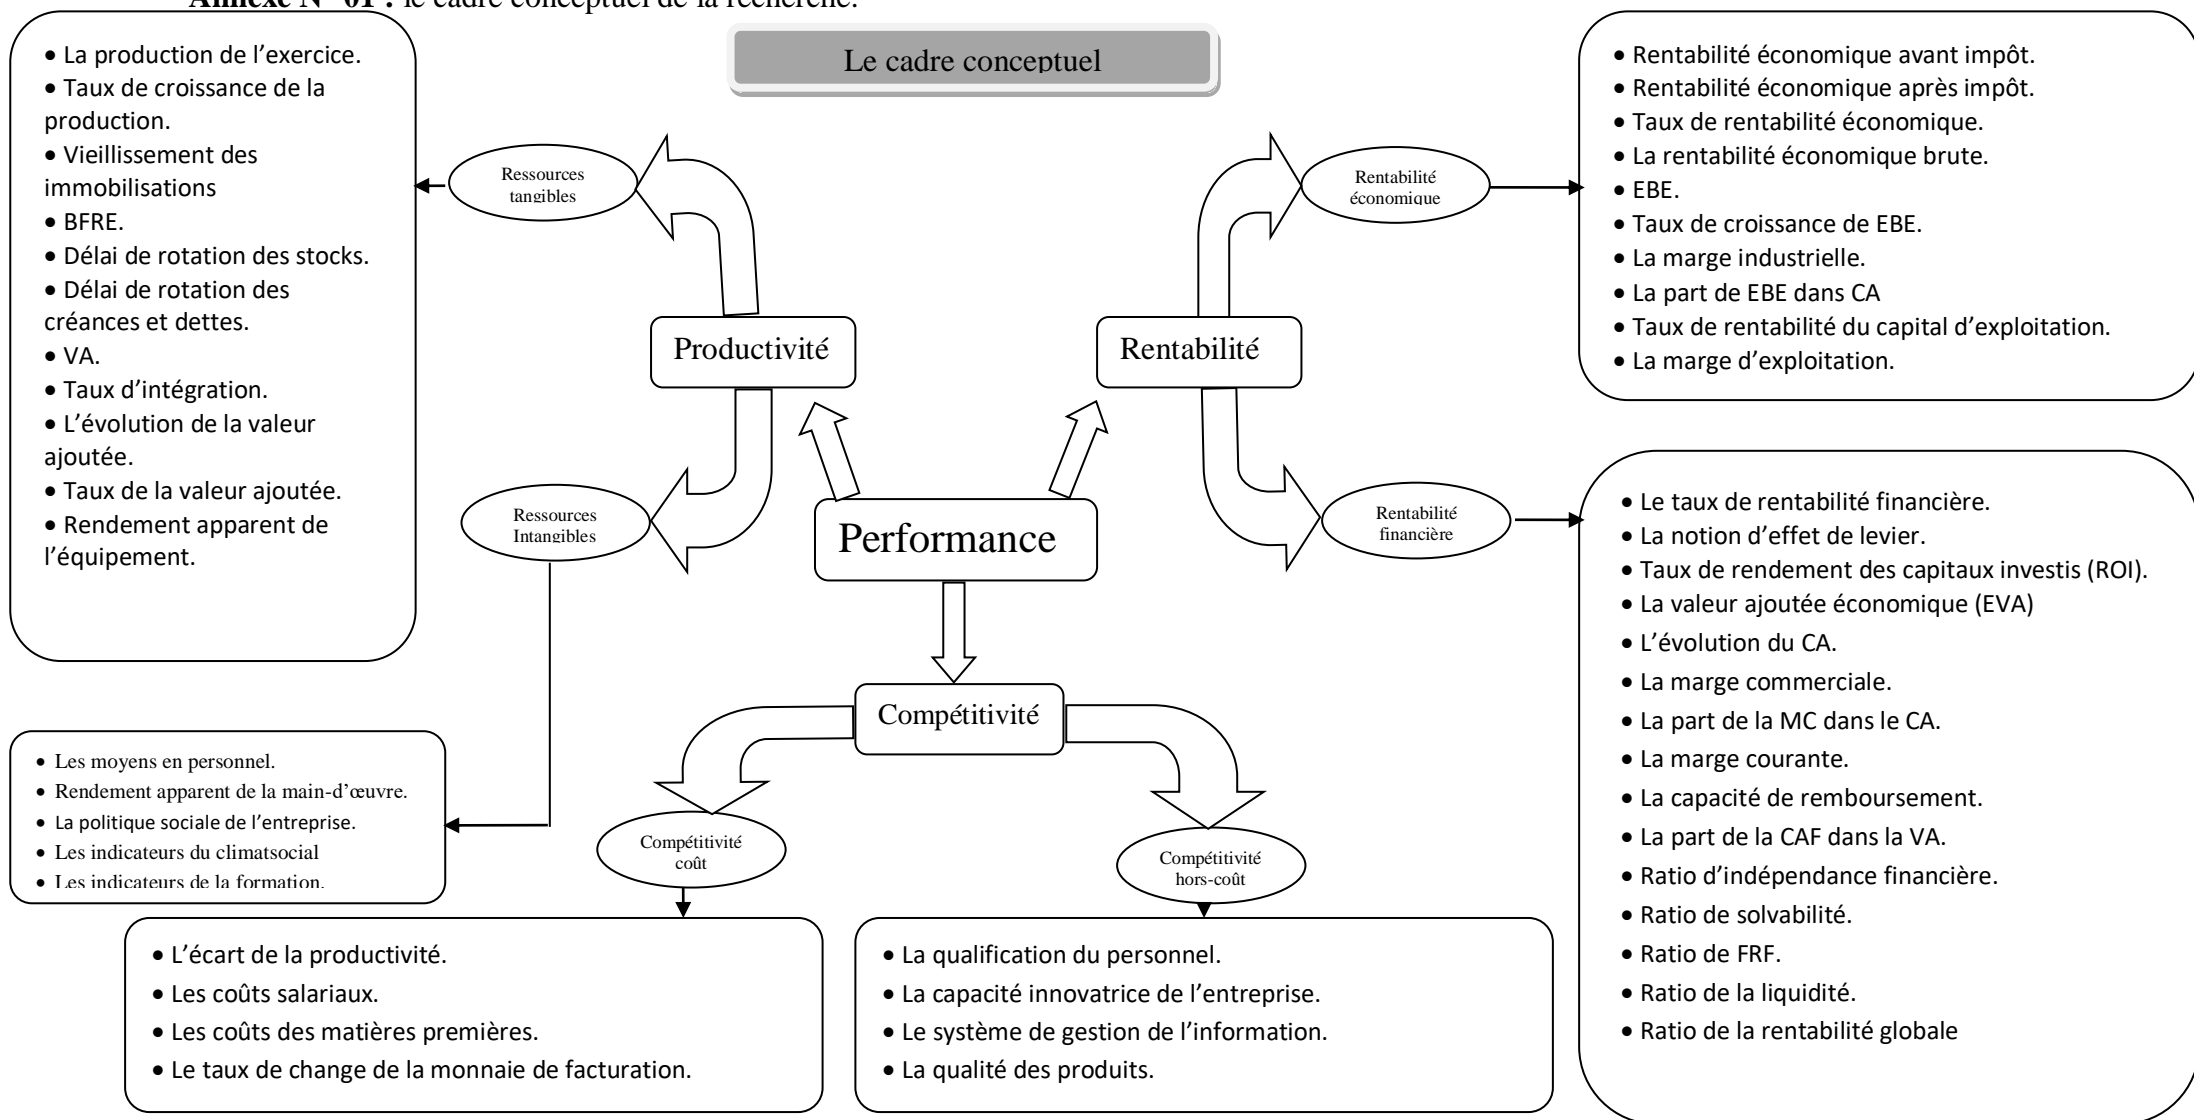 Annexe N° 01 : le cadre conceptuel de la recherche.
Le cadre conceptuel
• La production de l’exercice.
• Taux de croissance de la
production.
• Vieillissement des
immobilisations
• BFRE.
• Délai de rotation des stocks.
• Délai de rotation des
créances et dettes.
• VA.
• Taux d’intégration.
• L’évolution de la valeur
ajoutée.
• Taux de la valeur ajoutée.
• Rendement apparent de
l’équipement.
Ressources
tangibles
Productivité
Ressources
Intangibles
• Les moyens en personnel.
• Rendement apparent de la main-d’œuvre.
• La politique sociale de l’entreprise.
• Les indicateurs du climatsocial
• Les indicateurs de la formation.
Performance
Rentabilité
Rentabilité
économique
• Rentabilité économique avant impôt.
• Rentabilité économique après impôt.
• Taux de rentabilité économique.
• La rentabilité économique brute.
• EBE.
• Taux de croissance de EBE.
• La marge industrielle.
• La part de EBE dans CA
• Taux de rentabilité du capital d’exploitation.
• La marge d’exploitation.
Rentabilité
financière
• Le taux de rentabilité financière.
• La notion d’effet de levier.
• Taux de rendement des capitaux investis (ROI).
• La valeur ajoutée économique (EVA)
• L’évolution du CA.
• La marge commerciale.
• La part de la MC dans le CA.
• La marge courante.
• La capacité de remboursement.
• La part de la CAF dans la VA.
• Ratio d’indépendance financière.
• Ratio de solvabilité.
• Ratio de FRF.
• Ratio de la liquidité.
• Ratio de la rentabilité globale
Compétitivité
Compétitivité
coût
• L’écart de la productivité.
• Les coûts salariaux.
• Les coûts des matières premières.
• Le taux de change de la monnaie de facturation.
Compétitivité
hors-coût
• La qualification du personnel.
• La capacité innovatrice de l’entreprise.
• Le système de gestion de l’information.
• La qualité des produits.